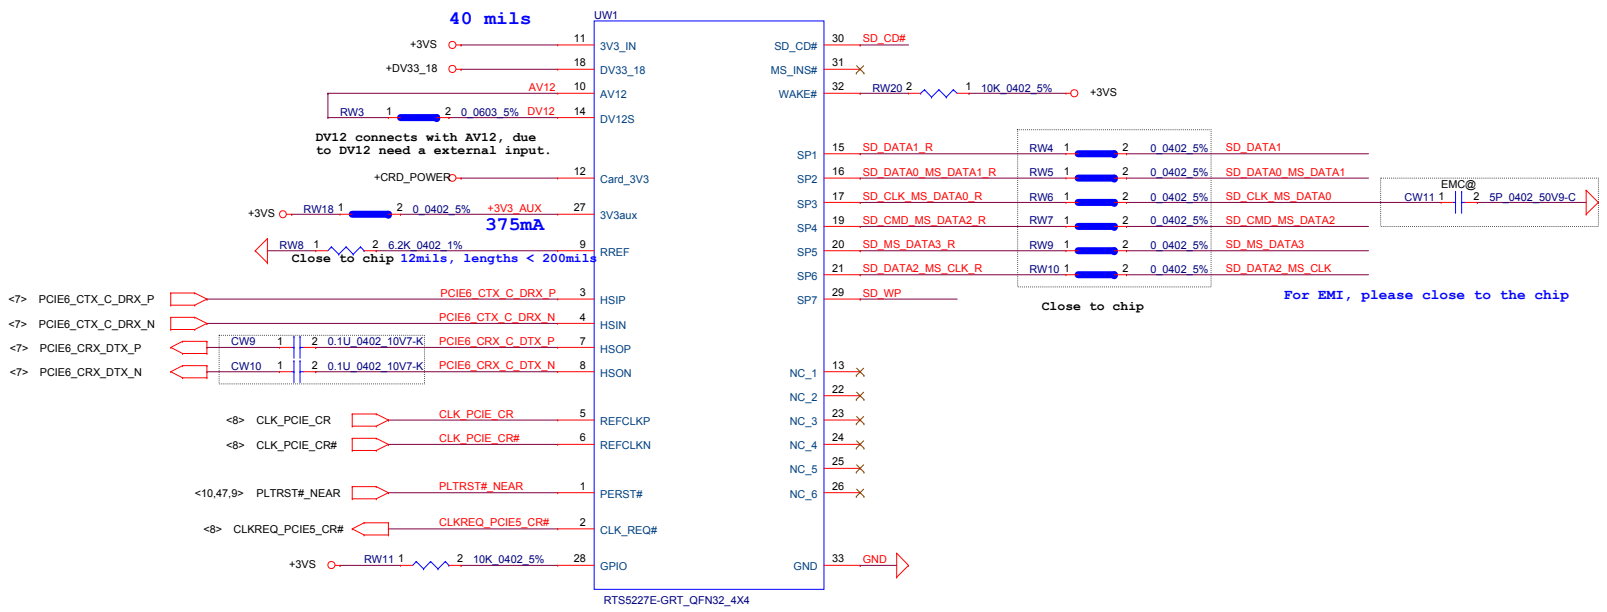 40 mils
UW1
+3VS 11 3V3_IN SD_CD# 30 SD_CD#
+DV33_18 18 DV33_18 MS_INS# 31
AV12 10 AV12 WAKE# 32 RW20 2 1 10K_0402_5% +3VS
RW3 1 2 0_0603_5% DV12 14 DV12S
DV12 connects with AV12, due
to DV12 need a external input.
SP1 15 SD_DATA1_R RW4 1 2 0_0402_5% SD_DATA1
+CRD_POWER 12 Card_3V3 SP2 16 SD_DATA0_MS_DATA1_R RW5 1 2 0_0402_5% SD_DATA0_MS_DATA1
EMC@
SP3 17 SD_CLK_MS_DATA0_R RW6 1 2 0_0402_5% SD_CLK_MS_DATA0 CW11 1 2 5P_0402_50V9-C
+3VS RW18 1 2 0_0402_5% +3V3_AUX 27 3V3aux
375mA
SP4 19 SD_CMD_MS_DATA2_R RW7 1 2 0_0402_5% SD_CMD_MS_DATA2
RW8 1 2 6.2K_0402_1% 9 RREF SP5 20 SD_MS_DATA3_R RW9 1 2 0_0402_5% SD_MS_DATA3
Close to chip 12mils, lengths < 200mils
SP6 21 SD_DATA2_MS_CLK_R RW10 1 2 0_0402_5% SD_DATA2_MS_CLK
<7> PCIE6_CTX_C_DRX_P PCIE6_CTX_C_DRX_P 3 HSIP SP7 29 SD_WP
Close to chip
For EMI, please close to the chip
<7> PCIE6_CTX_C_DRX_N PCIE6_CTX_C_DRX_N 4 HSIN
<7> PCIE6_CRX_DTX_P CW9 1 2 0.1U_0402_10V7-K PCIE6_CRX_C_DTX_P 7 HSOP
<7> PCIE6_CRX_DTX_N CW10 1 2 0.1U_0402_10V7-K PCIE6_CRX_C_DTX_N 8 HSON NC_1 13
NC_2 22
<8> CLK_PCIE_CR CLK_PCIE_CR 5 REFCLKP NC_3 23
<8> CLK_PCIE_CR# CLK_PCIE_CR# 6 REFCLKN NC_4 24
NC_5 25
<10,47,9> PLTRST#_NEAR PLTRST#_NEAR 1 PERST# NC_6 26
<8> CLKREQ_PCIE5_CR# CLKREQ_PCIE5_CR# 2 CLK_REQ#
+3VS RW11 1 2 10K_0402_5% 28 GPIO GND 33 GND
RTS5227E-GRT_QFN32_4X4